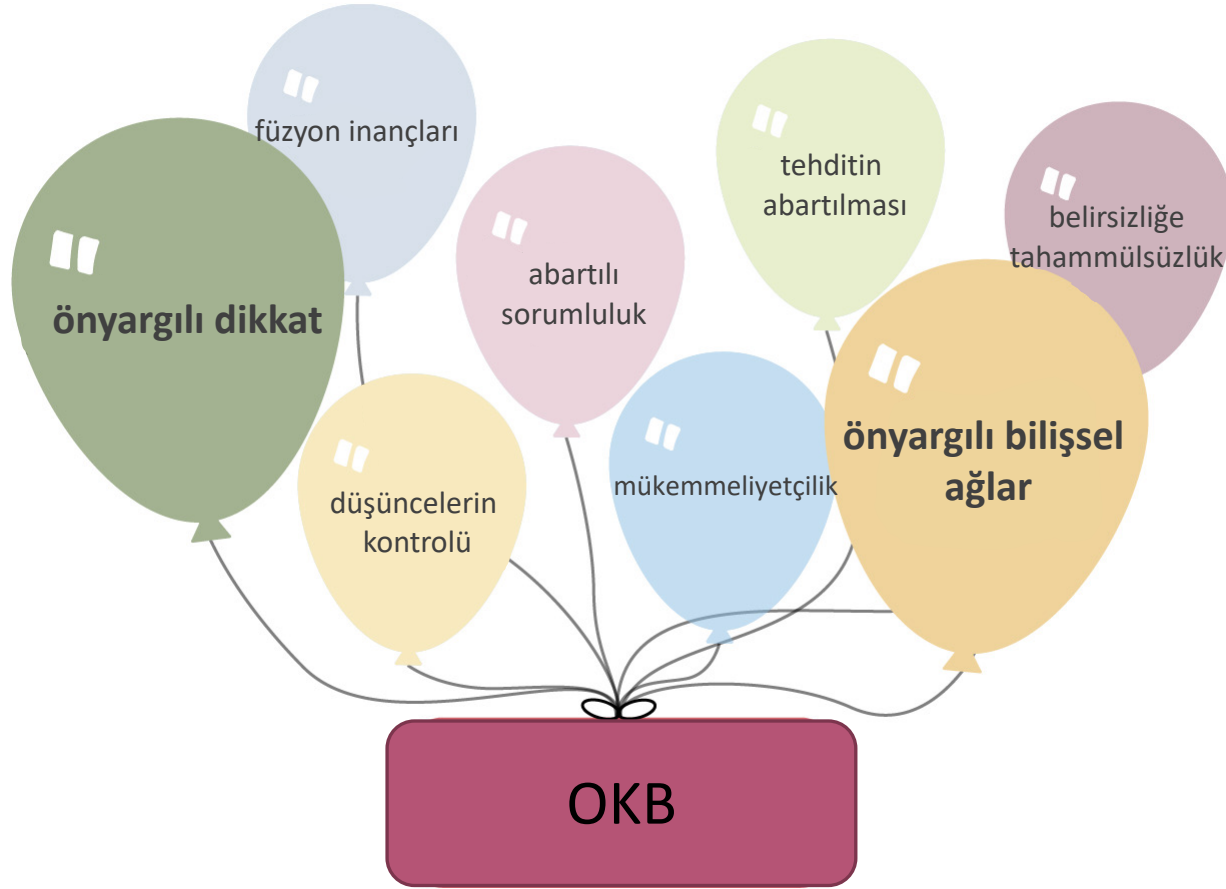 füzyon inançları
önyargılı dikkat
abartılı
sorumluluk
tehditin
abartılması
belirsizliğe
tahammülsüzlük
düşüncelerin
kontrolü
mükemmeliyetçilik
önyargılı bilişsel
ağlar
OKB